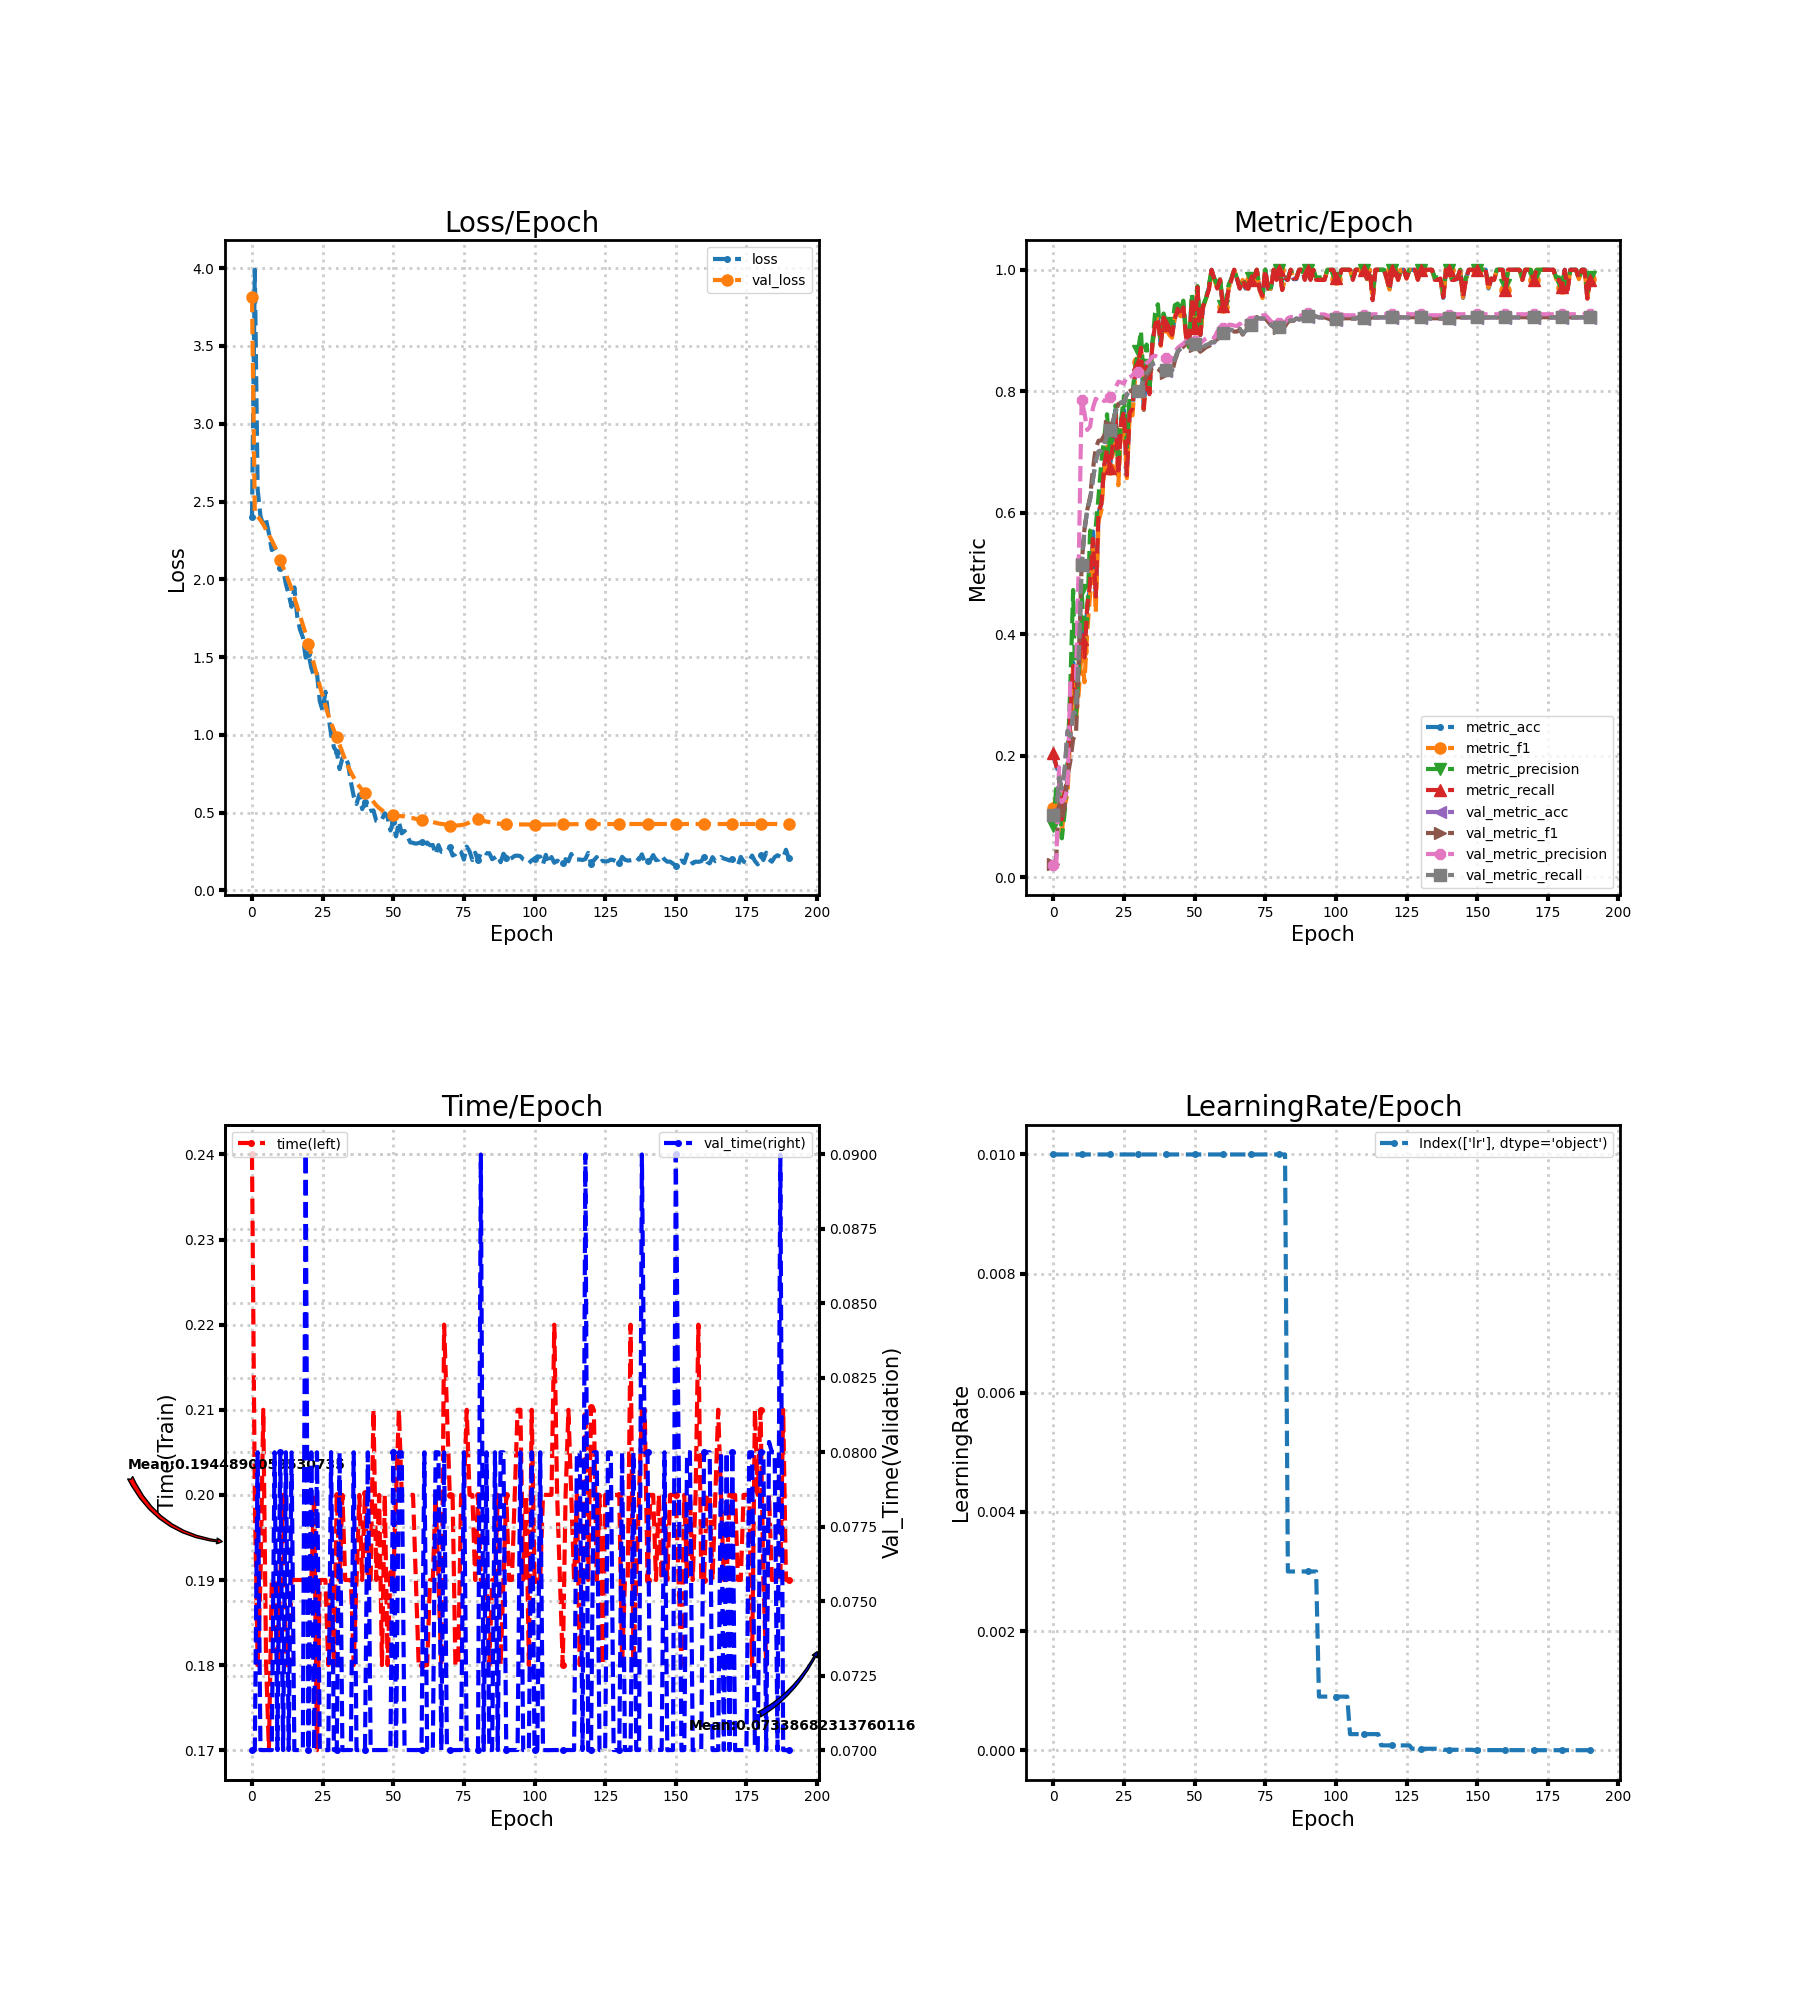 Loss/Epoch
loss
val_loss
4.0
3.5
3.0
2.5
2.0
1.5
1.0
0.5
0.0
Loss
0 25 50 75 100 125 150 175 200
Epoch
Metric/Epoch
1.0
0.8
0.6
0.4
0.2
0.0
Metric
metric_acc
metric_f1
metric_precision
metric_recall
val_metric_acc
val_metric_f1
val_metric_precision
val_metric_recall
0 25 50 75 100 125 150 175 200
Epoch
Time/Epoch
time(left)
val_time(right)
0.24
0.23
0.22
0.21
0.20
0.19
0.18
0.17
Time(Train)
0.0900
0.0875
0.0850
0.0825
0.0800
0.0775
0.0750
0.0725
0.0700
Val_Time(Validation)
Mean:0.07338682313760116
0 25 50 75 100 125 150 175 200
Epoch
LearningRate/Epoch
Index(['lr'], dtype='object')
0.010
0.008
0.006
0.004
0.002
0.000
LearningRate
0 25 50 75 100 125 150 175 200
Epoch